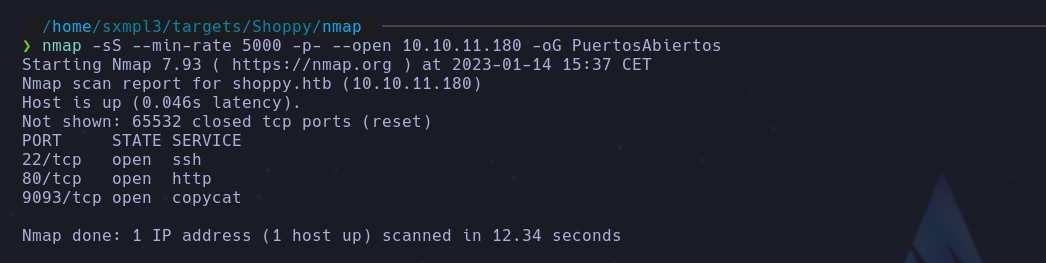 /home/sxmpl3/targets/Shoppy/nmap
❯ nmap -sS --min-rate 5000 -p- --open 10.10.11.180 -oG PuertosAbiertos
Starting Nmap 7.93 ( https://nmap.org ) at 2023-01-14 15:37 CET
Nmap scan report for shoppy.htb (10.10.11.180)
Host is up (0.046s latency).
Not shown: 65532 closed tcp ports (reset)
PORT     STATE SERVICE
22/tcp   open  ssh
80/tcp   open  http
9093/tcp open  copycat
Nmap done: 1 IP address (1 host up) scanned in 12.34 seconds